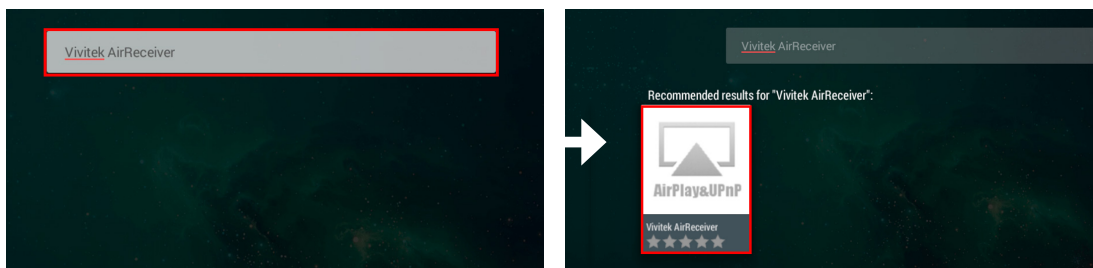 Vivitek AirReceiver
Vivitek AirReceiver
Recommended results for "Vivitek AirReceiver":
AirPlay&UPnP
Vivitek AirReceiver